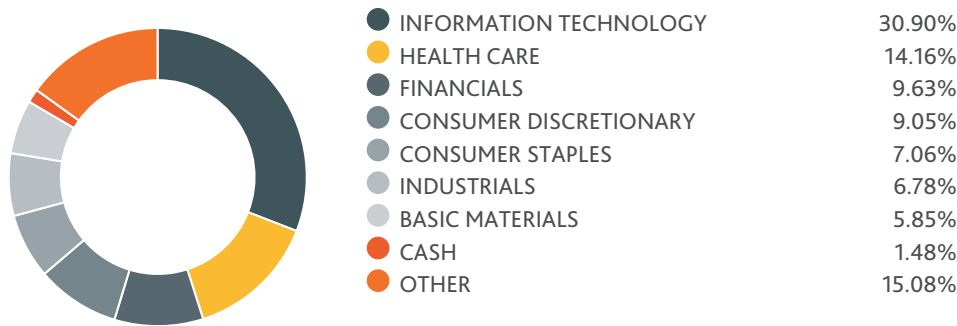 INFORMATION TECHNOLOGY 30.90%
HEALTH CARE 14.16%
FINANCIALS 9.63%
CONSUMER DISCRETIONARY 9.05%
CONSUMER STAPLES 7.06%
INDUSTRIALS 6.78%
BASIC MATERIALS 5.85%
CASH 1.48%
OTHER 15.08%